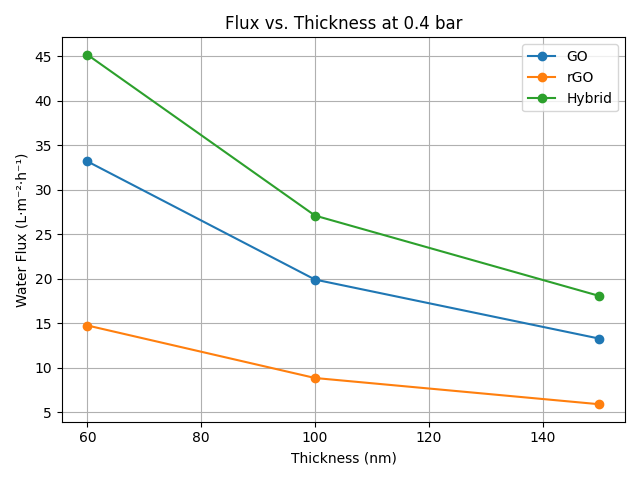 Flux vs. Thickness at 0.4 bar
Water Flux (L·m⁻²·h⁻¹)
45
40
35
30
25
20
15
10
5
GO
rGO
Hybrid
60 80 100 120 140
Thickness (nm)